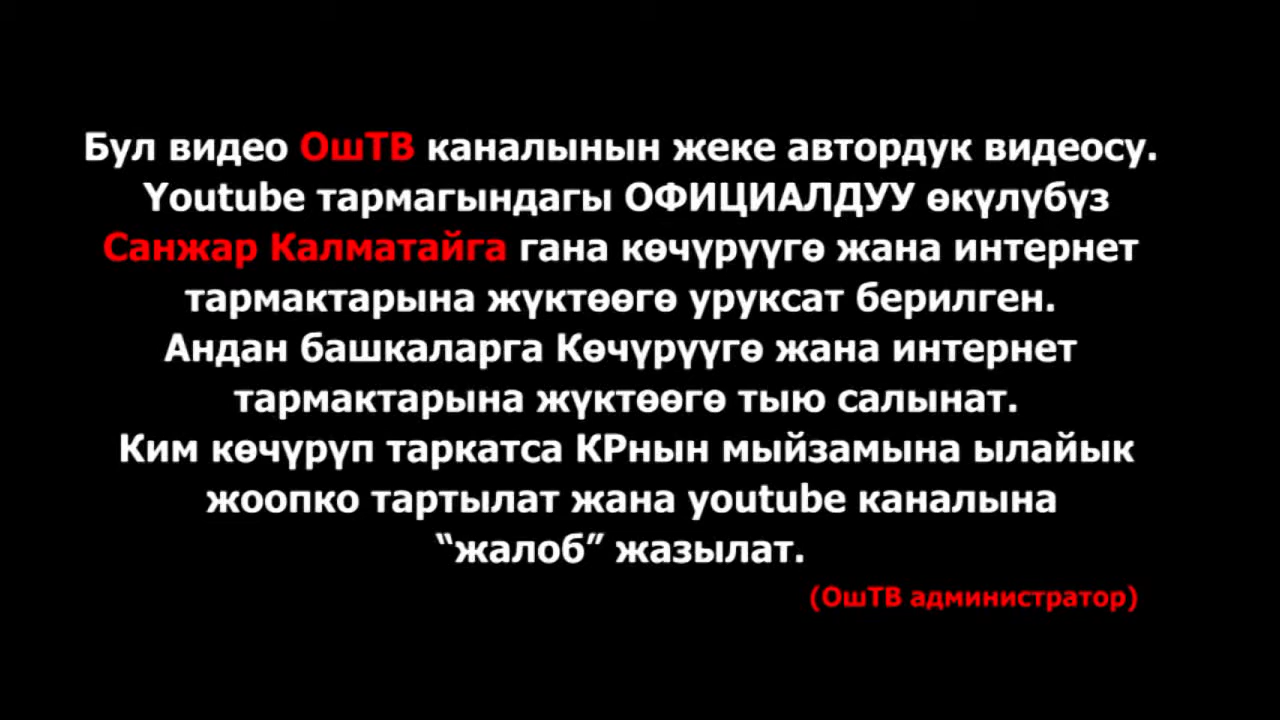 Бул видео ОшТВ каналынын жеке автордук видеосу.
Youtube тармагындагы ОФИЦИАЛДУУ өкүлүбүз
Санжар Калматайга гана көчүрүүгө жана интернет
тармактарына жүктөөгө уруксат берилген.
Андан башкаларга Көчүрүүгө жана интернет
тармактарына жүктөөгө тыю салынат.
Ким көчүрүп таркатса КРнын мыйзамына ылайык
жоопко тартылат жана youtube каналына
“жалоб” жазылат.
(ОшТВ администратор)